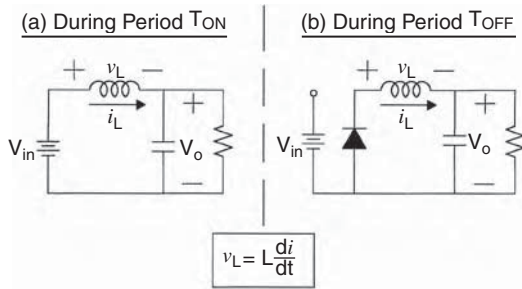 (a) During Period TON
(b) During Period TOFF
+ vL −
iL
Vin
+
Vo
−
+ vL −
iL
Vin
+
Vo
−
vL = L di/dt